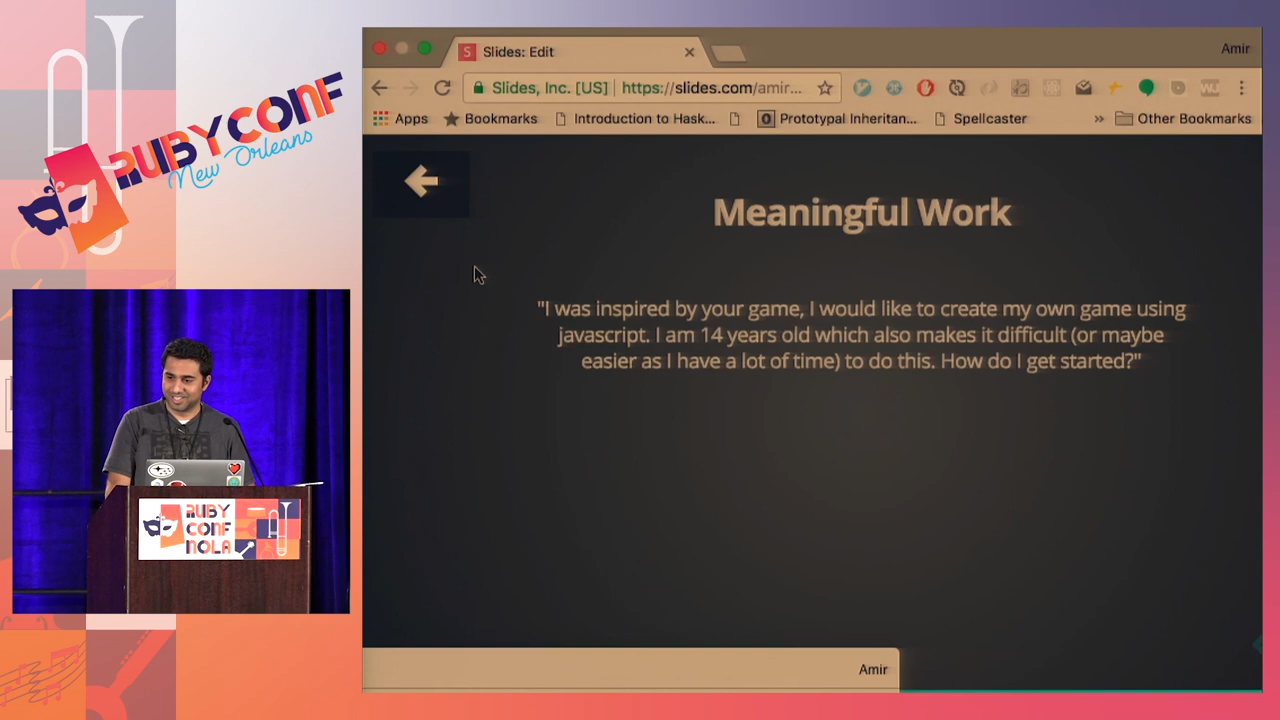 RUBYCONF
New Orleans
RUBY
CONF
NOLA
Slides: Edit
Amir
Slides, Inc. [US]
https://slides.com/amir...
Apps
Bookmarks
Introduction to Hask...
Prototypal Inheritan...
Spellcaster
» Other Bookmarks
Meaningful Work
"I was inspired by your game, I would like to create my own game using
javascript. I am 14 years old which also makes it difficult (or maybe
easier as I have a lot of time) to do this. How do I get started?"
Amir